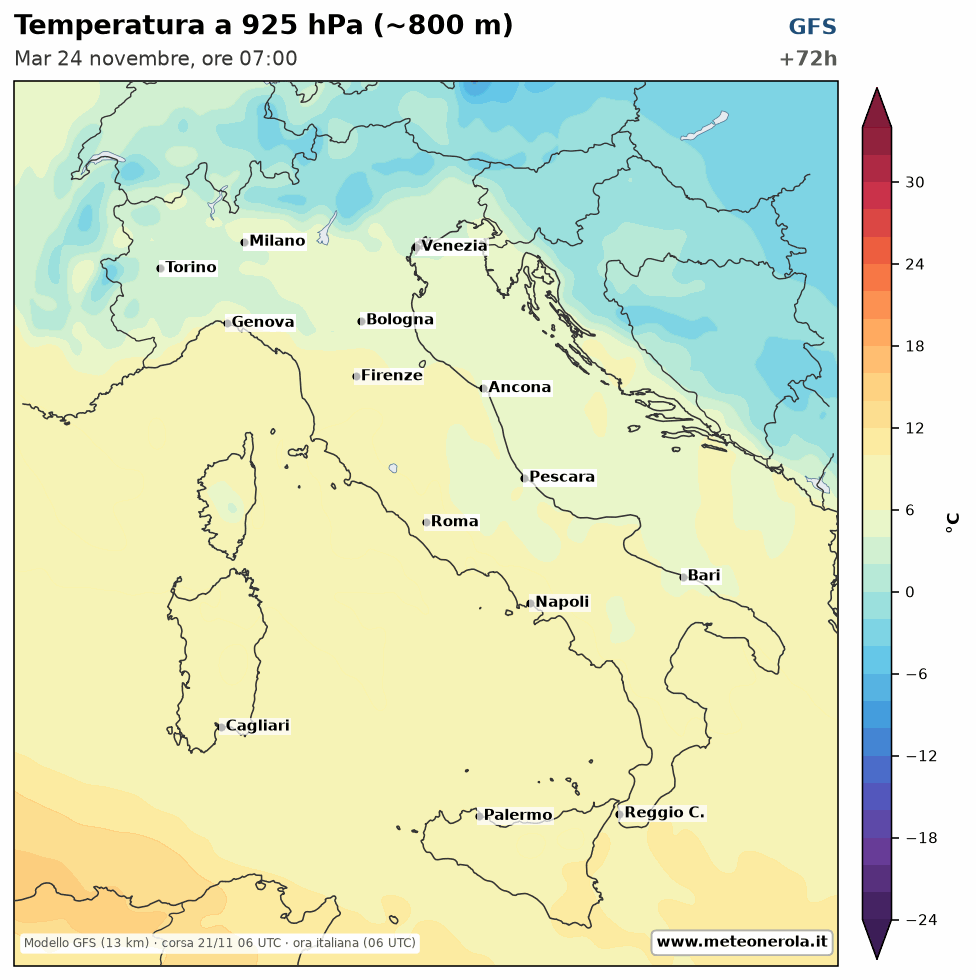 Temperatura a 925 hPa (~800 m)
GFS
Mar 24 novembre, ore 07:00
+72h
Milano
Venezia
Torino
Genova
Bologna
Firenze
Ancona
Pescara
Roma
Bari
Napoli
Cagliari
Palermo
Reggio C.
30
24
18
12
6
0
−6
−12
−18
−24
°C
Modello GFS (13 km) · corsa 21/11 06 UTC · ora italiana (06 UTC)
www.meteonerola.it